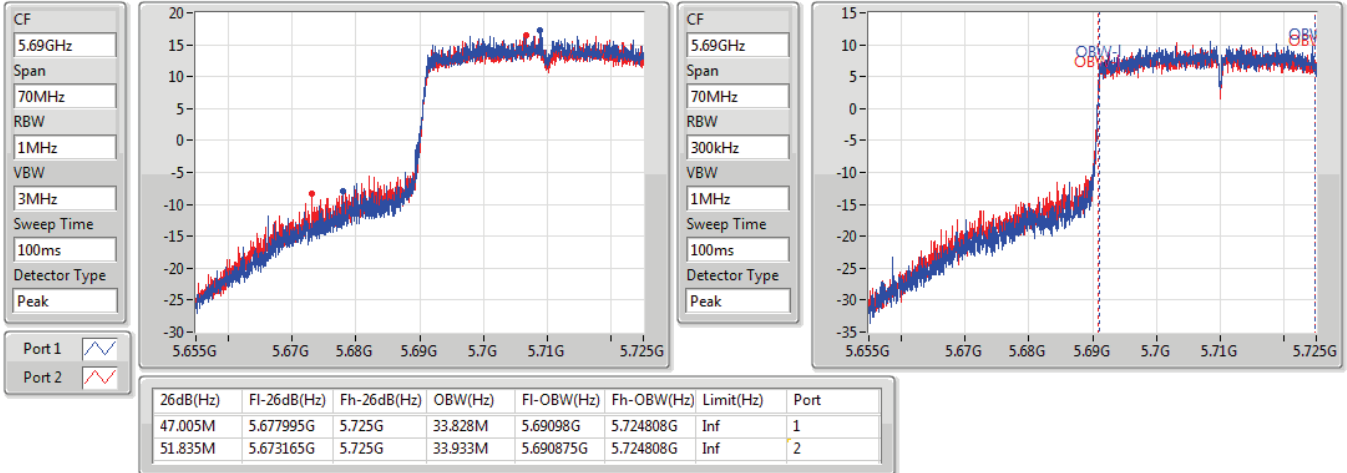 CF
5.69GHz
Span
70MHz
RBW
1MHz
VBW
3MHz
Sweep Time
100ms
Detector Type
Peak
20
15
10
5
0
-5
-10
-15
-20
-25
-30
5.655G 5.67G 5.68G 5.69G 5.7G 5.71G 5.725G
CF
5.69GHz
Span
70MHz
RBW
300kHz
VBW
1MHz
Sweep Time
100ms
Detector Type
Peak
15
10
5
0
-5
-10
-15
-20
-25
-30
-35
OBW-l
5.655G 5.67G 5.68G 5.69G 5.7G 5.71G 5.725G
Port 1
Port 2
26dB(Hz) Fl-26dB(Hz) Fh-26dB(Hz) OBW(Hz) Fl-OBW(Hz) Fh-OBW(Hz) Limit(Hz) Port
47.005M 5.677995G 5.725G 33.828M 5.69098G 5.724808G Inf 1
51.835M 5.673165G 5.725G 33.933M 5.690875G 5.724808G Inf 2